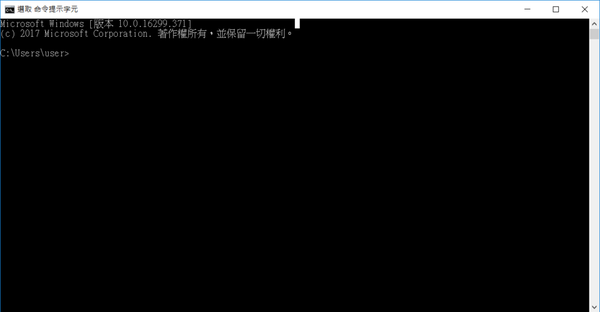 選取 命令提示字元
Microsoft Windows [版本 10.0.16299.371]
(c) 2017 Microsoft Corporation. 著作權所有，並保留一切權利。
C:\Users\user>